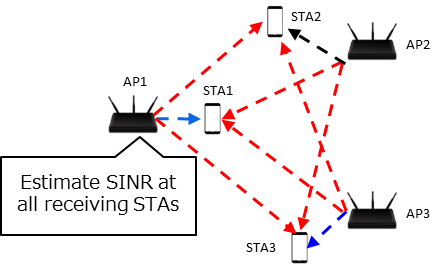 STA2
AP2
AP1
STA1
Estimate SINR at
all receiving STAs
AP3
STA3